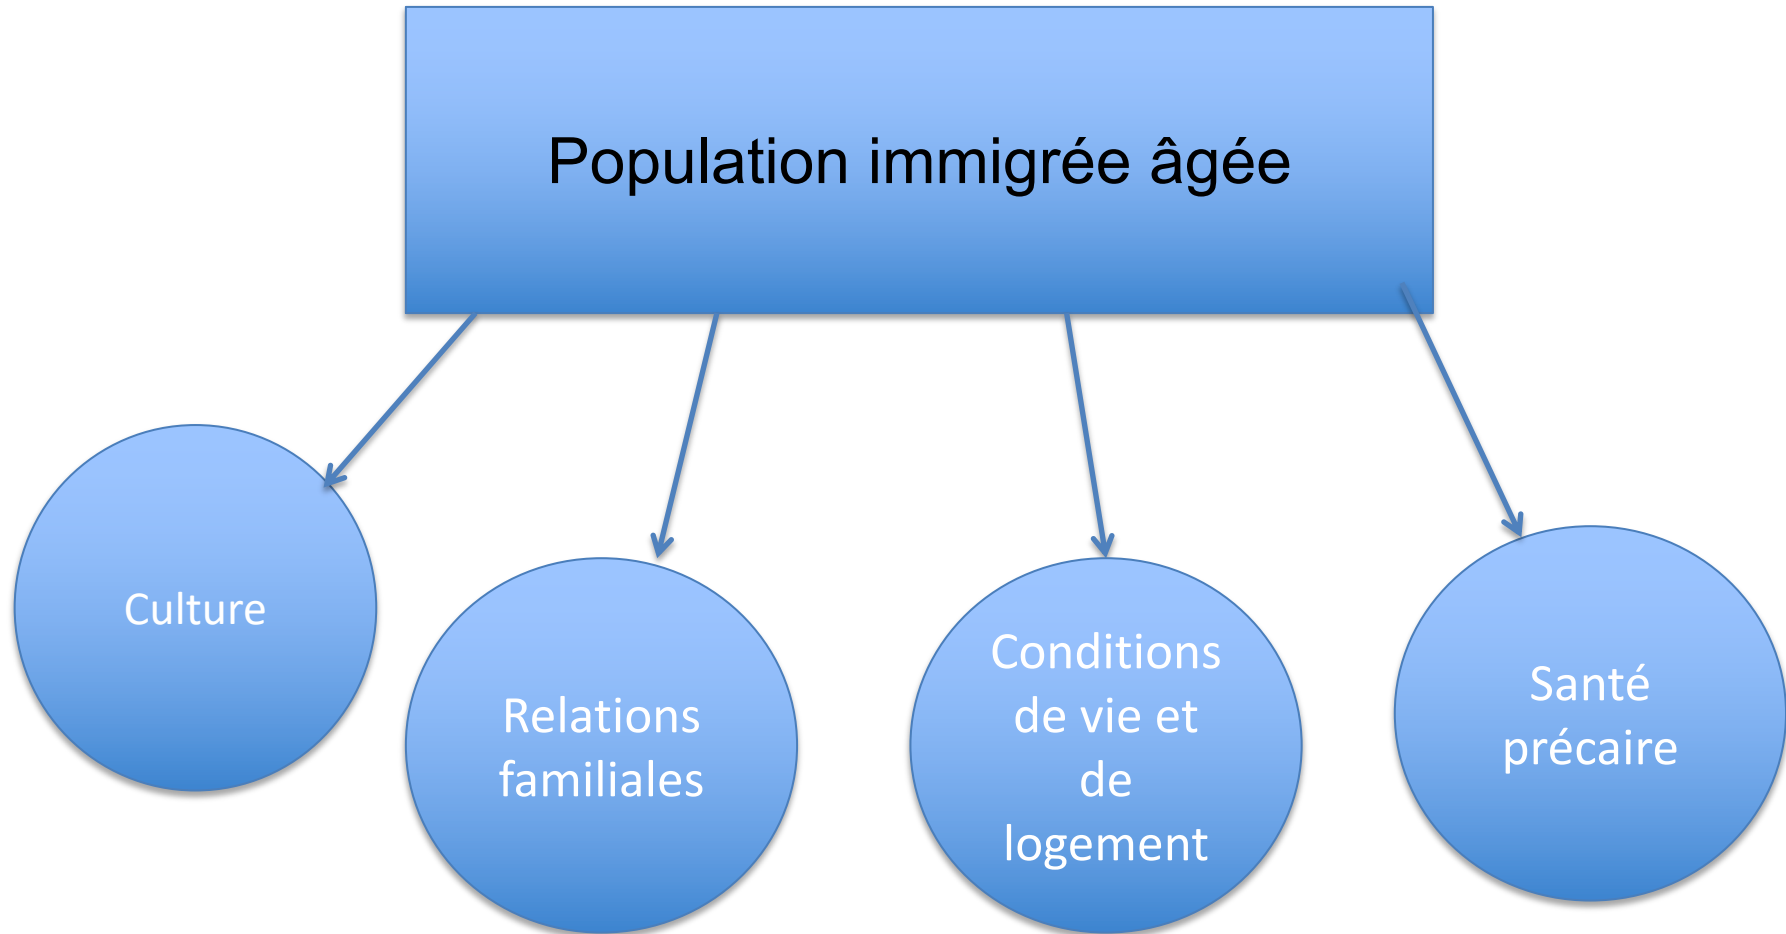 Population immigrée âgée
Culture
Relations
familiales
Conditions
de vie et
de
logement
Santé
précaire